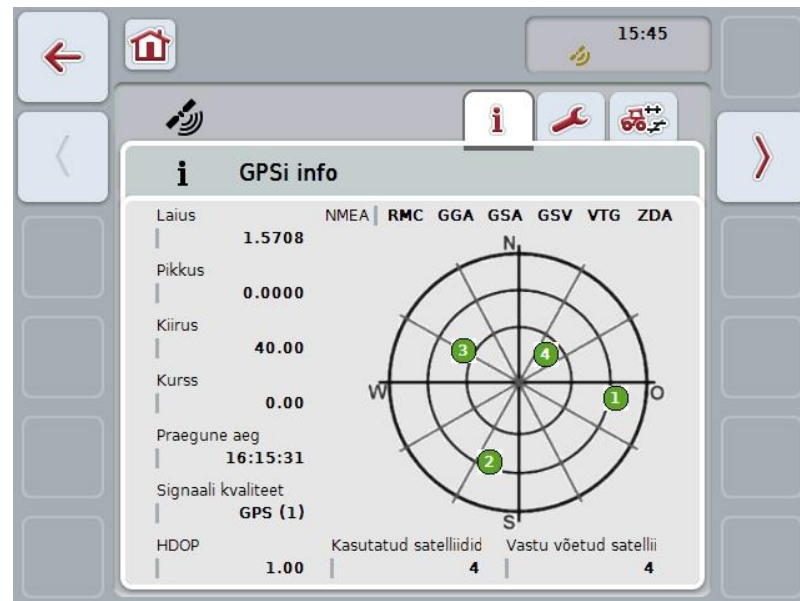 15:45
i
i GPSi info
Laius
1.5708
NMEA RMC GGA GSA GSV VTG ZDA
Pikkus
0.0000
Kiirus
40.00
Kurss
0.00
Praegune aeg
16:15:31
Signaali kvaliteet
GPS (1)
HDOP
1.00
N
3
4
W
1
O
2
S
Kasutatud satelliidid
4
Vastu võetud satellii
4